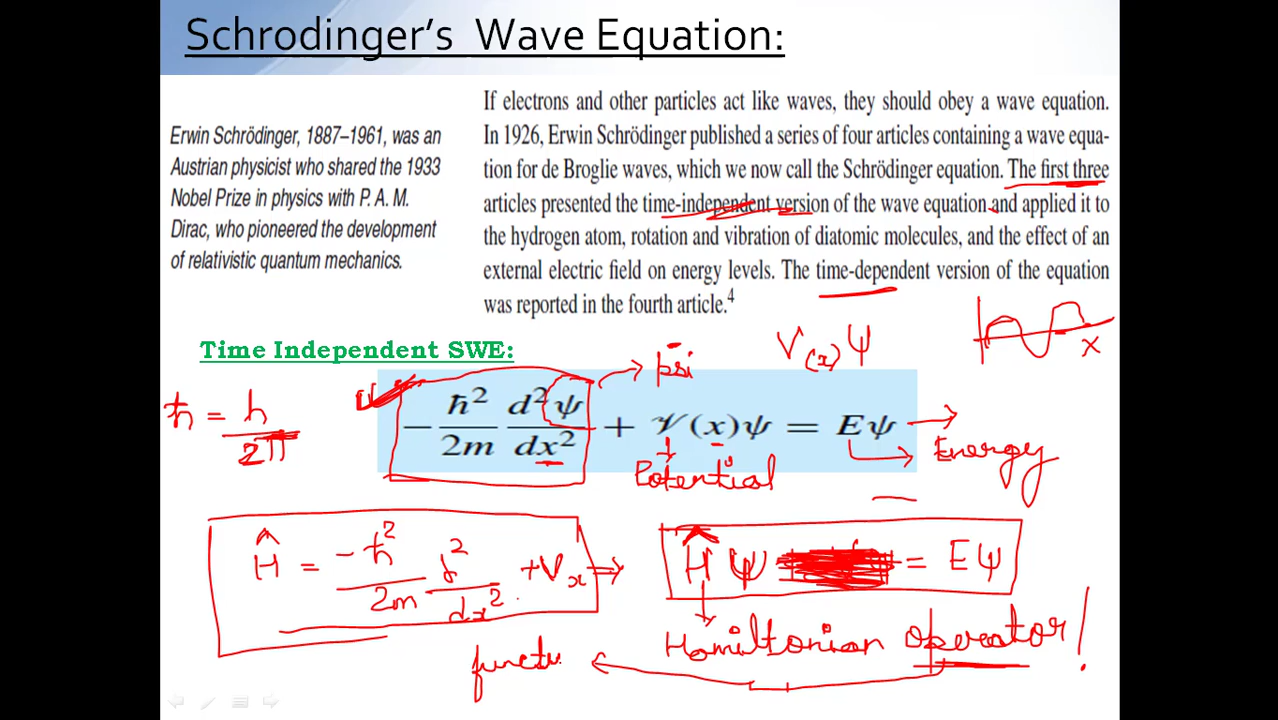 Schrodinger's Wave Equation:
Erwin Schrödinger, 1887–1961, was an
Austrian physicist who shared the 1933
Nobel Prize in physics with P. A. M.
Dirac, who pioneered the development
of relativistic quantum mechanics.
If electrons and other particles act like waves, they should obey a wave equation.
In 1926, Erwin Schrödinger published a series of four articles containing a wave equa-
tion for de Broglie waves, which we now call the Schrödinger equation. The first three
articles presented the time-independent version of the wave equation and applied it to
the hydrogen atom, rotation and vibration of diatomic molecules, and the effect of an
external electric field on energy levels. The time-dependent version of the equation
was reported in the fourth article.⁴
Time Independent SWE:
V(x) ψ
x
psi
ħ = h / 2π
− ħ²/2m d²ψ/dx² + 𝒱(x)ψ = Eψ
Potential
Energy
Ĥ = −ħ²/2m d²/dx² + Vx
Ĥ ψ = Eψ
Hamiltonian operator!
functi